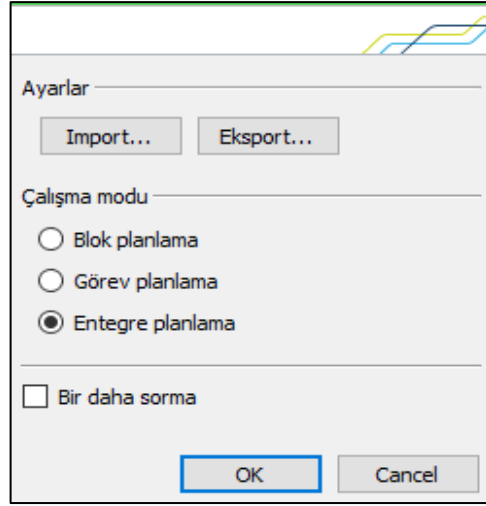 Ayarlar
Import... Eksport...
Çalışma modu
Blok planlama
Görev planlama
Entegre planlama
Bir daha sorma
OK Cancel